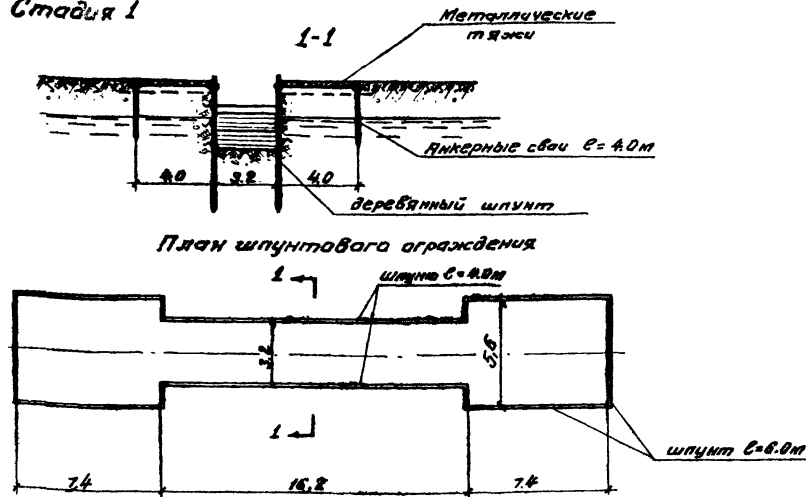 Стадия 1
1-1
Металлические
тяжи
Анкерные сваи ℓ= 4.0м
4.0 3.2 4.0
деревянный шпунт
План шпунтового ограждения
1
шпунт ℓ=4.0м
3.2
5,6
1
шпунт ℓ=6.0м
7.4 16,2 7.4